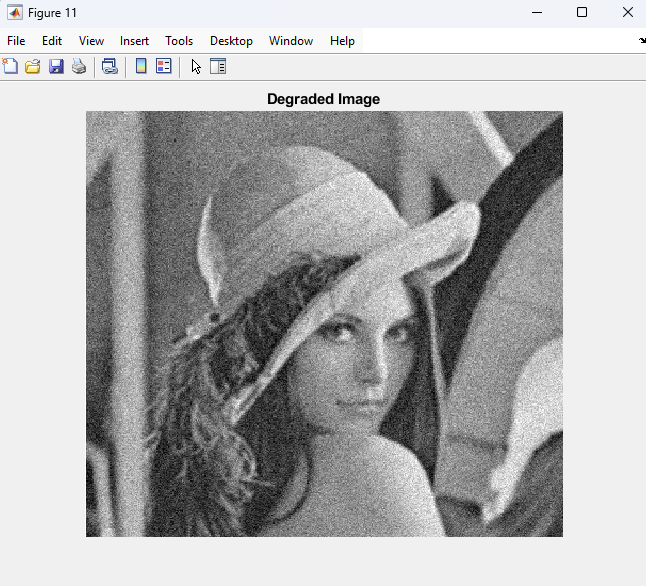 Figure 11
File Edit View Insert Tools Desktop Window Help
Degraded Image